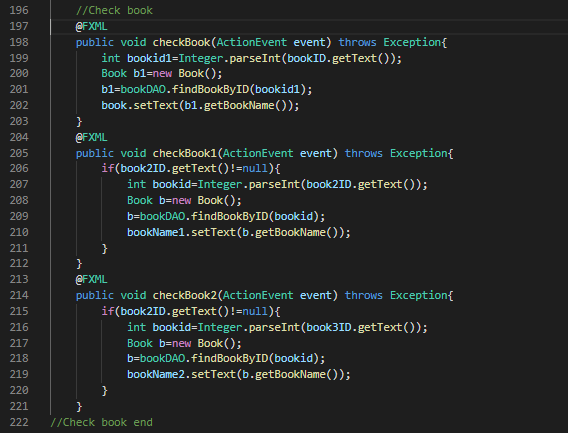 196 //Check book
197 @FXML
198 public void checkBook(ActionEvent event) throws Exception{
199 int bookid1=Integer.parseInt(bookID.getText());
200 Book b1=new Book();
201 b1=bookDAO.findBookByID(bookid1);
202 book.setText(b1.getBookName());
203 }
204 @FXML
205 public void checkBook1(ActionEvent event) throws Exception{
206 if(book2ID.getText()!=null){
207 int bookid=Integer.parseInt(book2ID.getText());
208 Book b=new Book();
209 b=bookDAO.findBookByID(bookid);
210 bookName1.setText(b.getBookName());
211 }
212 }
213 @FXML
214 public void checkBook2(ActionEvent event) throws Exception{
215 if(book2ID.getText()!=null){
216 int bookid=Integer.parseInt(book3ID.getText());
217 Book b=new Book();
218 b=bookDAO.findBookByID(bookid);
219 bookName2.setText(b.getBookName());
220 }
221 }
222 //Check book end